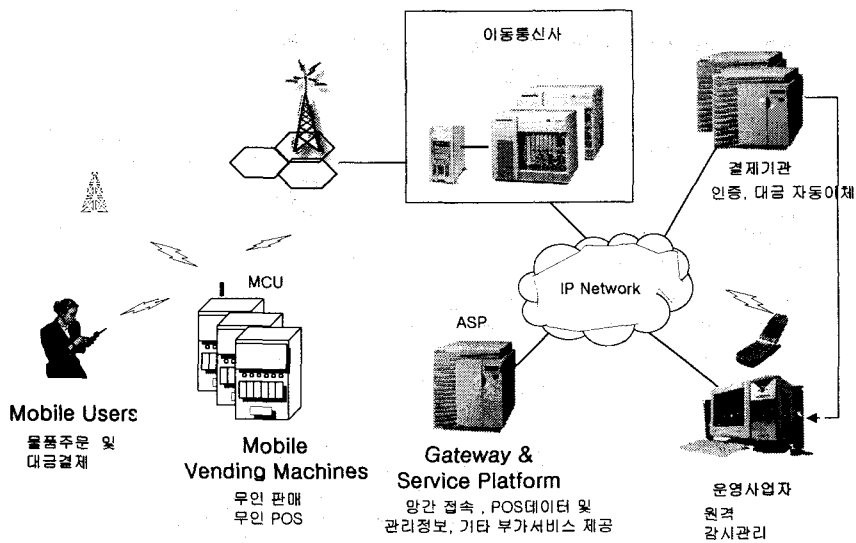 이동통신사
결제기관
인증, 대금 자동이체
MCU
IP Network
ASP
Mobile Users
물품주문 및
대금결제
Mobile
Vending Machines
무인 판매
무인 POS
Gateway &
Service Platform
망간 접속 , POS데이터 및
관리정보, 기타 부가서비스 제공
운영사업자
원격
감시관리